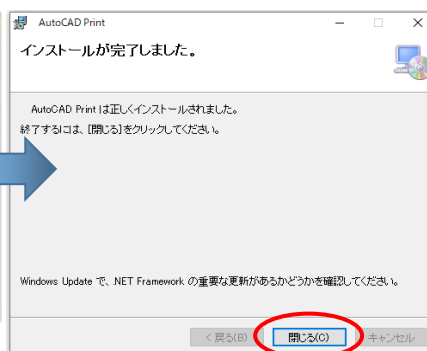 AutoCAD Print
インストールが完了しました。
AutoCAD Print は正しくインストールされました。
終了するには、[閉じる]をクリックしてください。
Windows Update で、.NET Framework の重要な更新があるかどうかを確認してください。
< 戻る(B) 閉じる(C) キャンセル